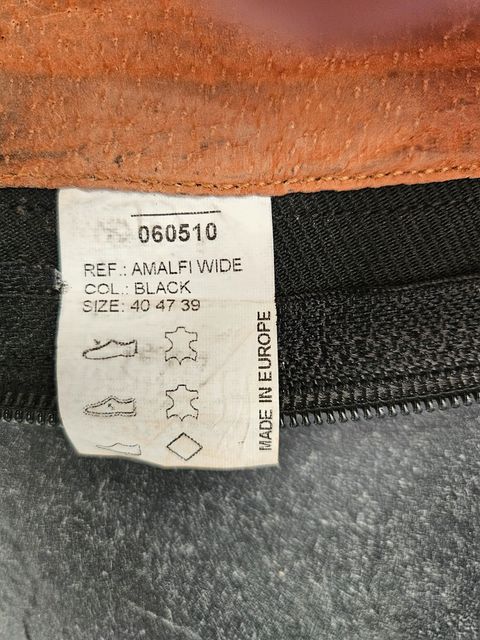 060510
REF.: AMALFI WIDE
COL.: BLACK
SIZE: 40 47 39
MADE IN EUROPE